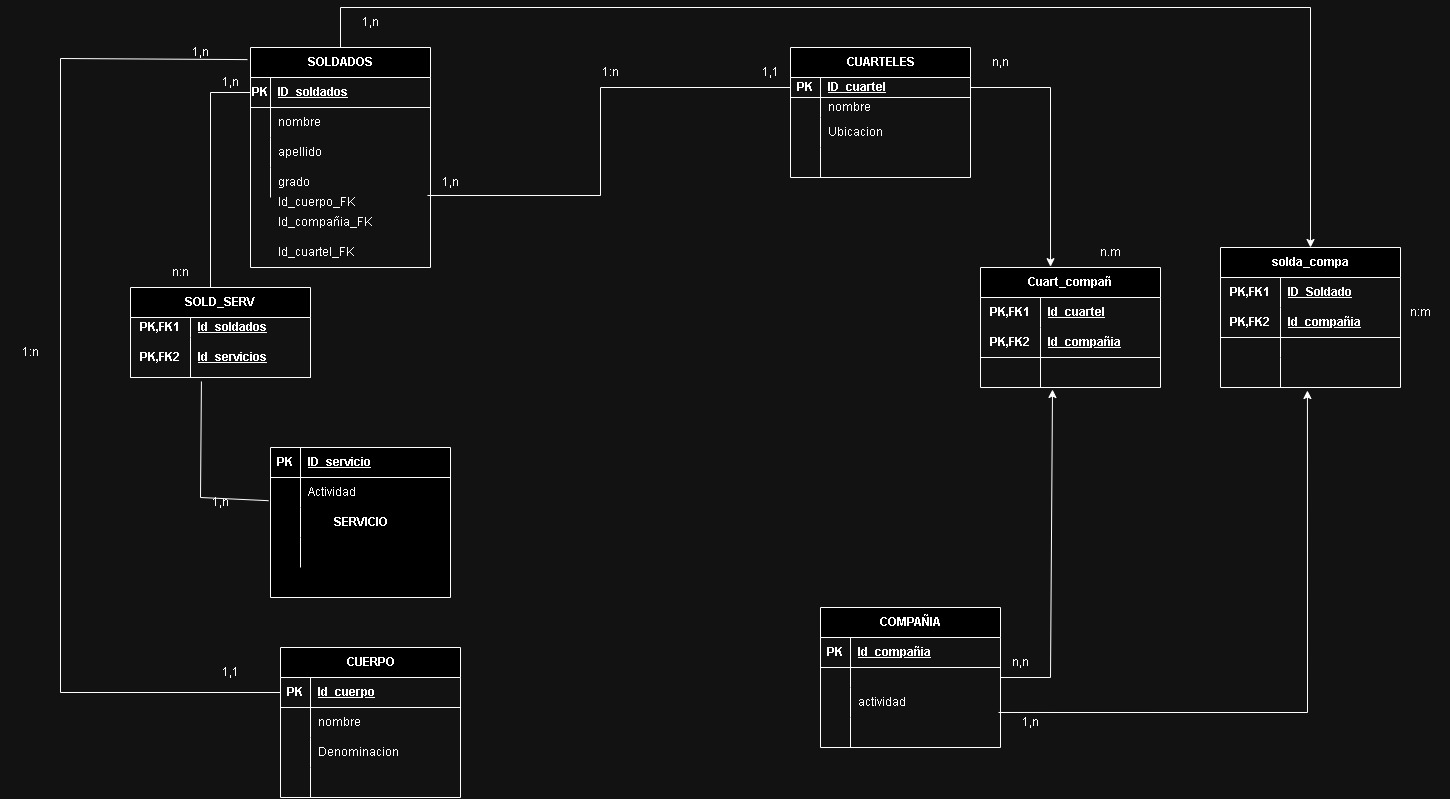 1,n
1,n
SOLDADOS
CUARTELES
n,n
1:n
1,1
1,n
PK ID_soldados
PK ID_cuartel
nombre
nombre
Ubicacion
apellido
grado
1,n
Id_cuerpo_FK
Id_compañia_FK
Id_cuartel_FK
n.m
solda_compa
n:n
Cuart_compañ
PK,FK1 ID_Soldado
SOLD_SERV
PK,FK1 Id_cuartel
n:m
PK,FK2 Id_compañia
PK,FK1 Id_soldados
PK,FK2 Id_compañia
1:n
PK,FK2 Id_servicios
PK ID_servicio
Actividad
1,n
SERVICIO
COMPAÑIA
PK Id_compañia
CUERPO
n,n
1,1
PK Id_cuerpo
actividad
nombre
1,n
Denominacion